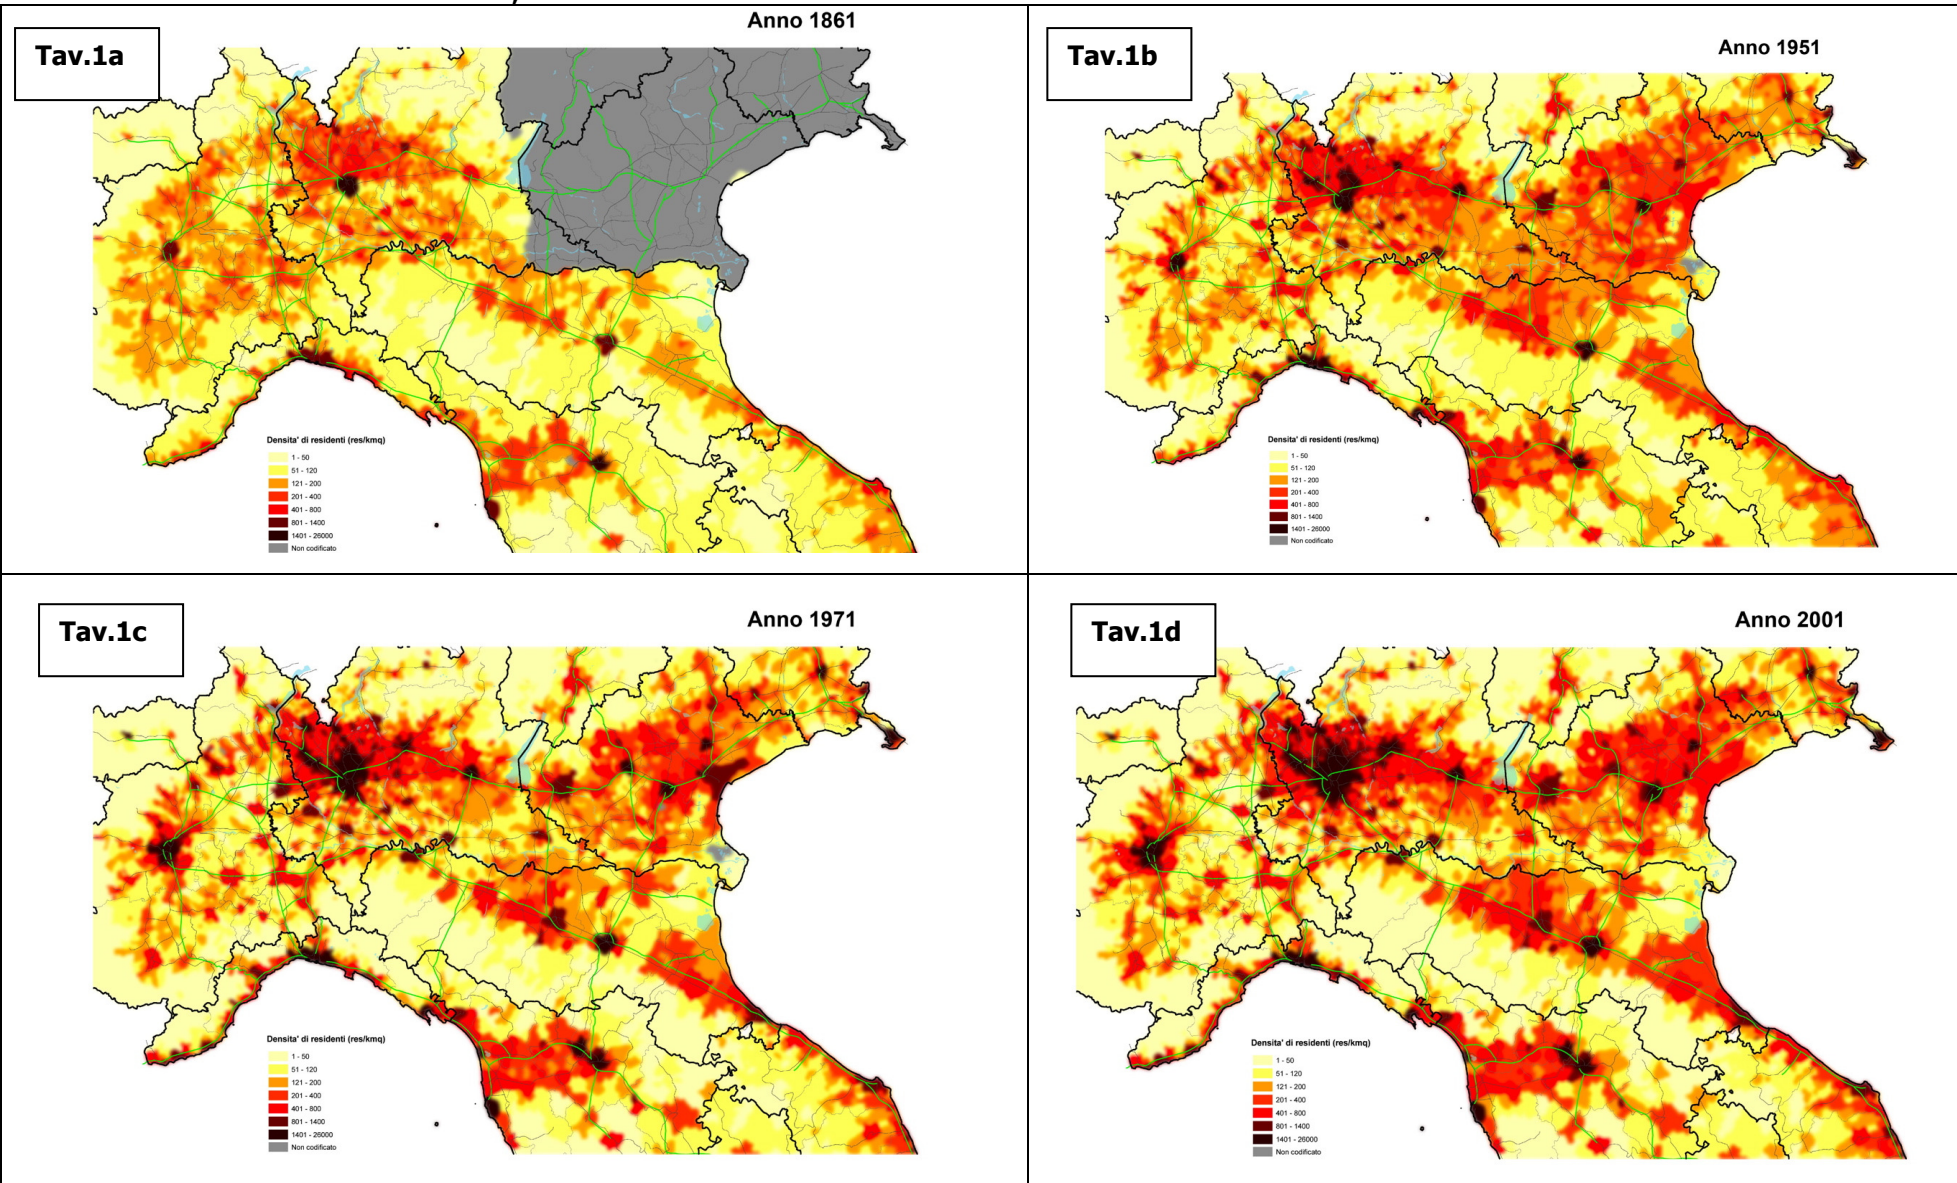 Anno 1861
Tav.1a
Densita' di residenti (res/kmq)
1 - 50
51 - 120
121 - 200
201 - 400
401 - 800
801 - 1400
1401 - 26000
Non codificato
Anno 1951
Tav.1b
Densita' di residenti (res/kmq)
1 - 50
51 - 120
121 - 200
201 - 400
401 - 800
801 - 1400
1401 - 26000
Non codificato
Anno 1971
Tav.1c
Densita' di residenti (res/kmq)
1 - 50
51 - 120
121 - 200
201 - 400
401 - 800
801 - 1400
1401 - 26000
Non codificato
Anno 2001
Tav.1d
Densita' di residenti (res/kmq)
1 - 50
51 - 120
121 - 200
201 - 400
401 - 800
801 - 1400
1401 - 26000
Non codificato